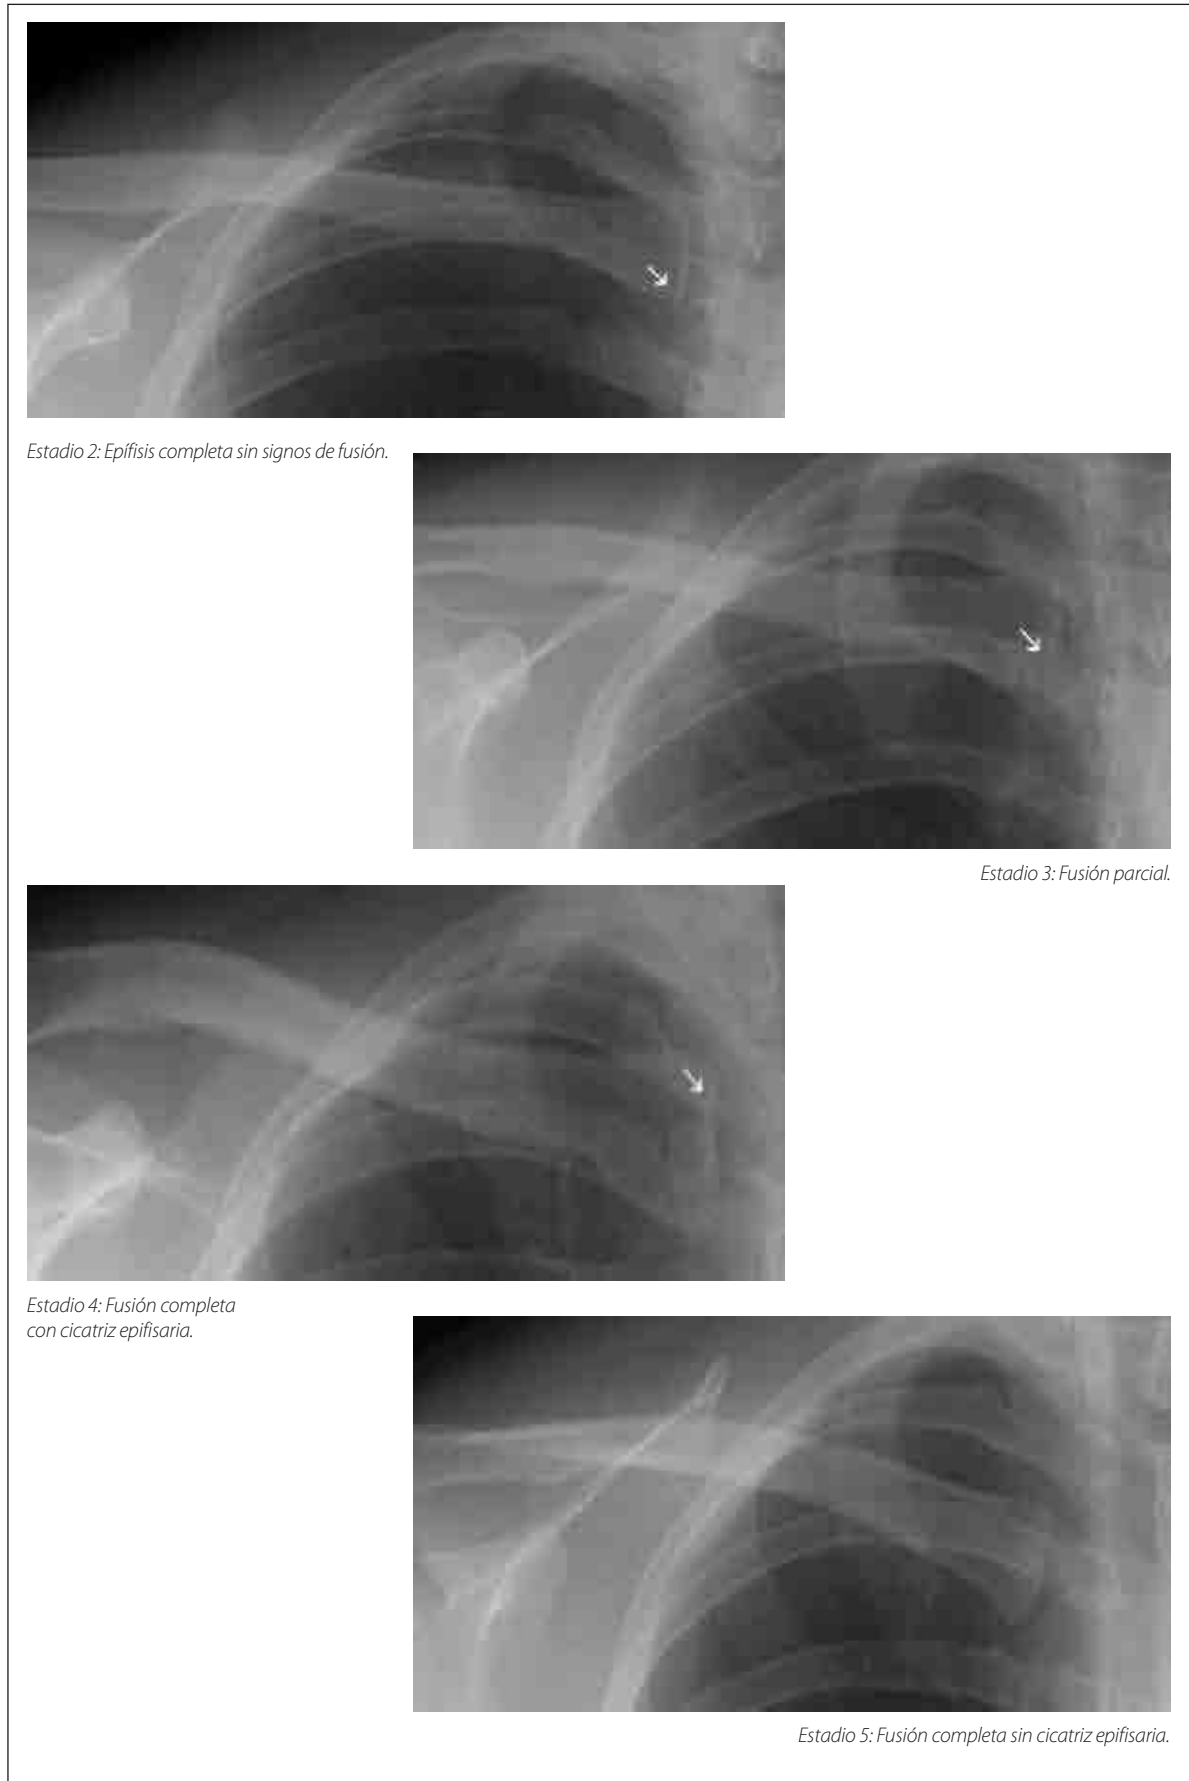 Estadio 2: Epífisis completa sin signos de fusión.
Estadio 3: Fusión parcial.
Estadio 4: Fusión completa
con cicatriz epifisaria.
Estadio 5: Fusión completa sin cicatriz epifisaria.